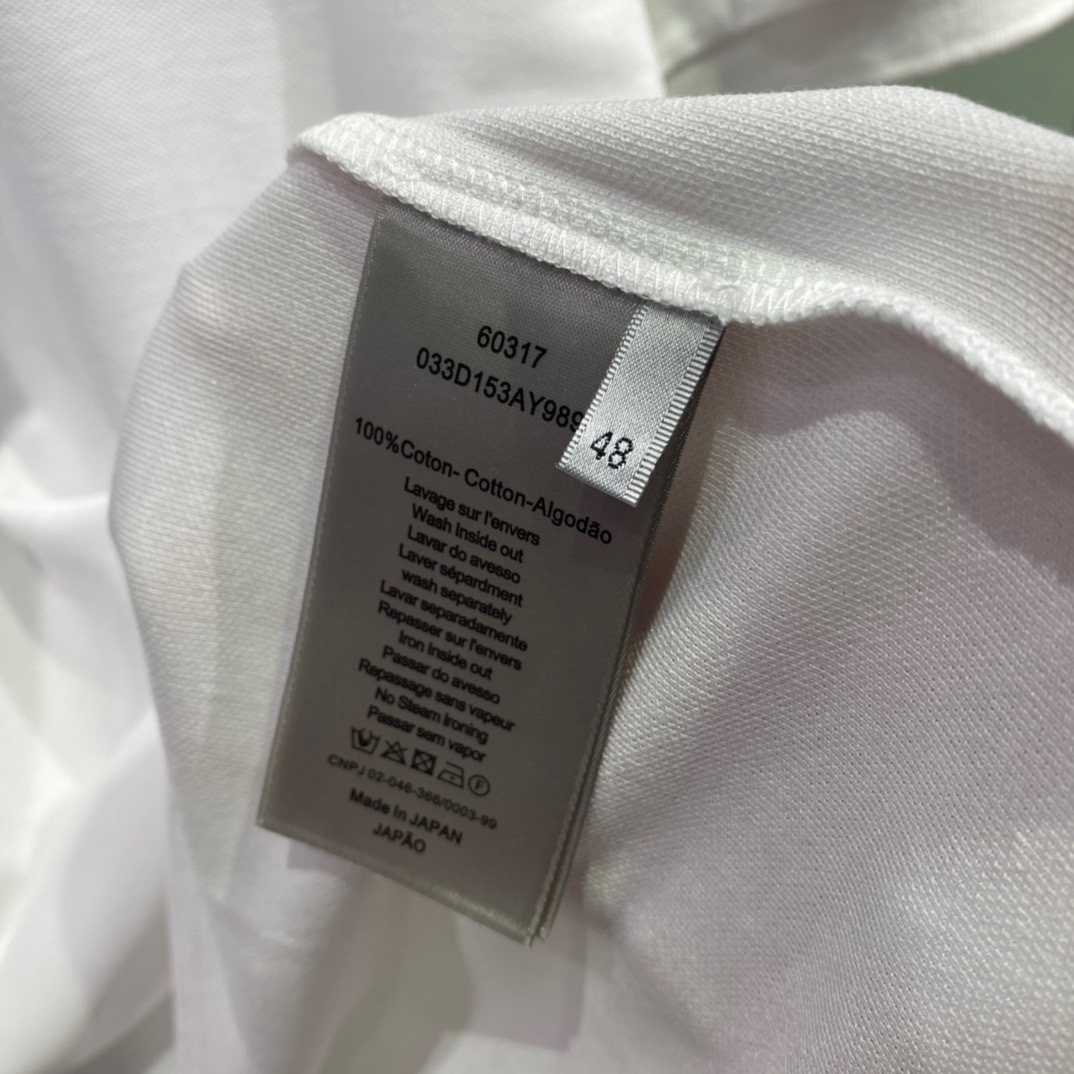 60317
033D153AY989
48
100%Coton- Cotton-Algodão
Lavage sur l'envers
Wash Inside out
Lavar do avesso
Laver sépardment
wash separately
Lavar separadamente
Repasser sur l'envers
Iron Inside out
Passar do avesso
Repassage sans vapeur
No Steam Ironing
Passar sem vapor
F
CNPJ 02-046-366/0003-99
Made In JAPAN
JAPÃO